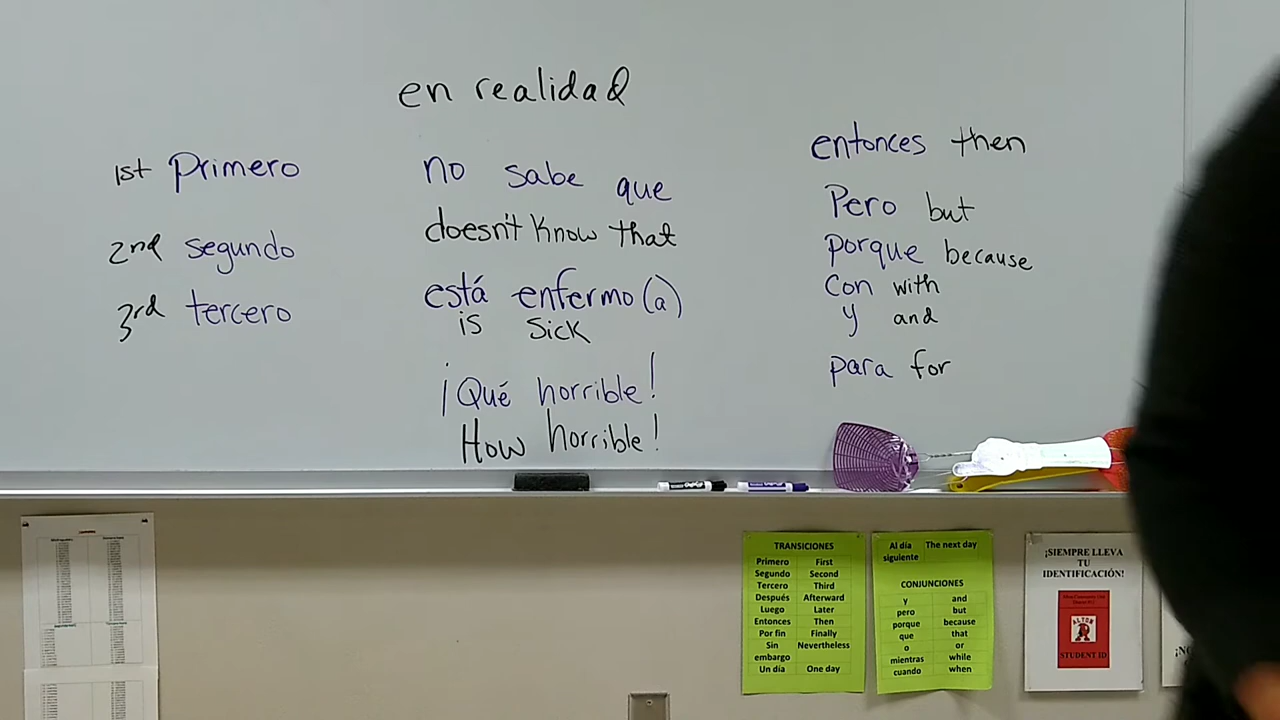 en realidad
1st Primero
2nd segundo
3rd tercero
no sabe que
doesn't know that
está enfermo(a)
is sick
¡Qué horrible!
How horrible!
entonces then
Pero but
porque because
con with
y and
para for
TRANSICIONES
Primero First
Segundo Second
Tercero Third
Después Afterward
Luego Later
Entonces Then
Por fin Finally
Sin embargo Nevertheless
Un día One day
Al día siguiente The next day
CONJUNCIONES
y and
pero but
porque because
que that
o or
mientras while
cuando when
¡SIEMPRE LLEVA
TU
IDENTIFICACIÓN!
ALTON
STUDENT ID